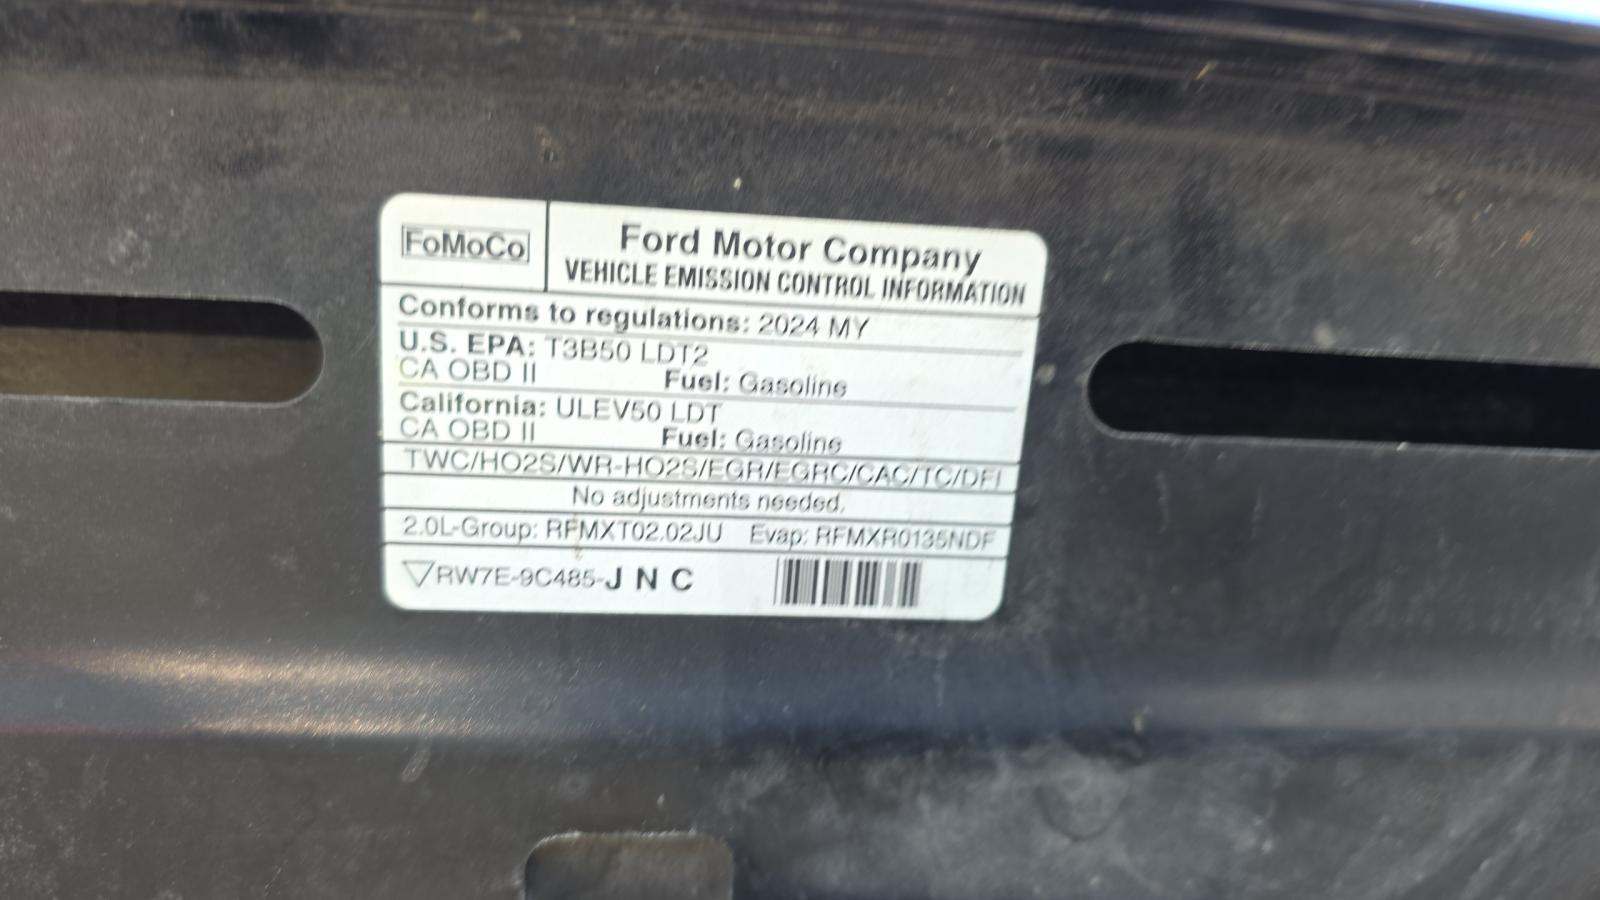 FoMoCo
Ford Motor Company
VEHICLE EMISSION CONTROL INFORMATION
Conforms to regulations: 2024 MY
U.S. EPA: T3B50 LDT2
CA OBD II Fuel: Gasoline
California: ULEV50 LDT
CA OBD II Fuel: Gasoline
TWC/HO2S/WR-HO2S/EGR/EGRC/CAC/TC/DFI
No adjustments needed.
2.0L-Group: RFMXT02.02JU Evap: RFMXR0135NDF
RW7E-9C485-J N C